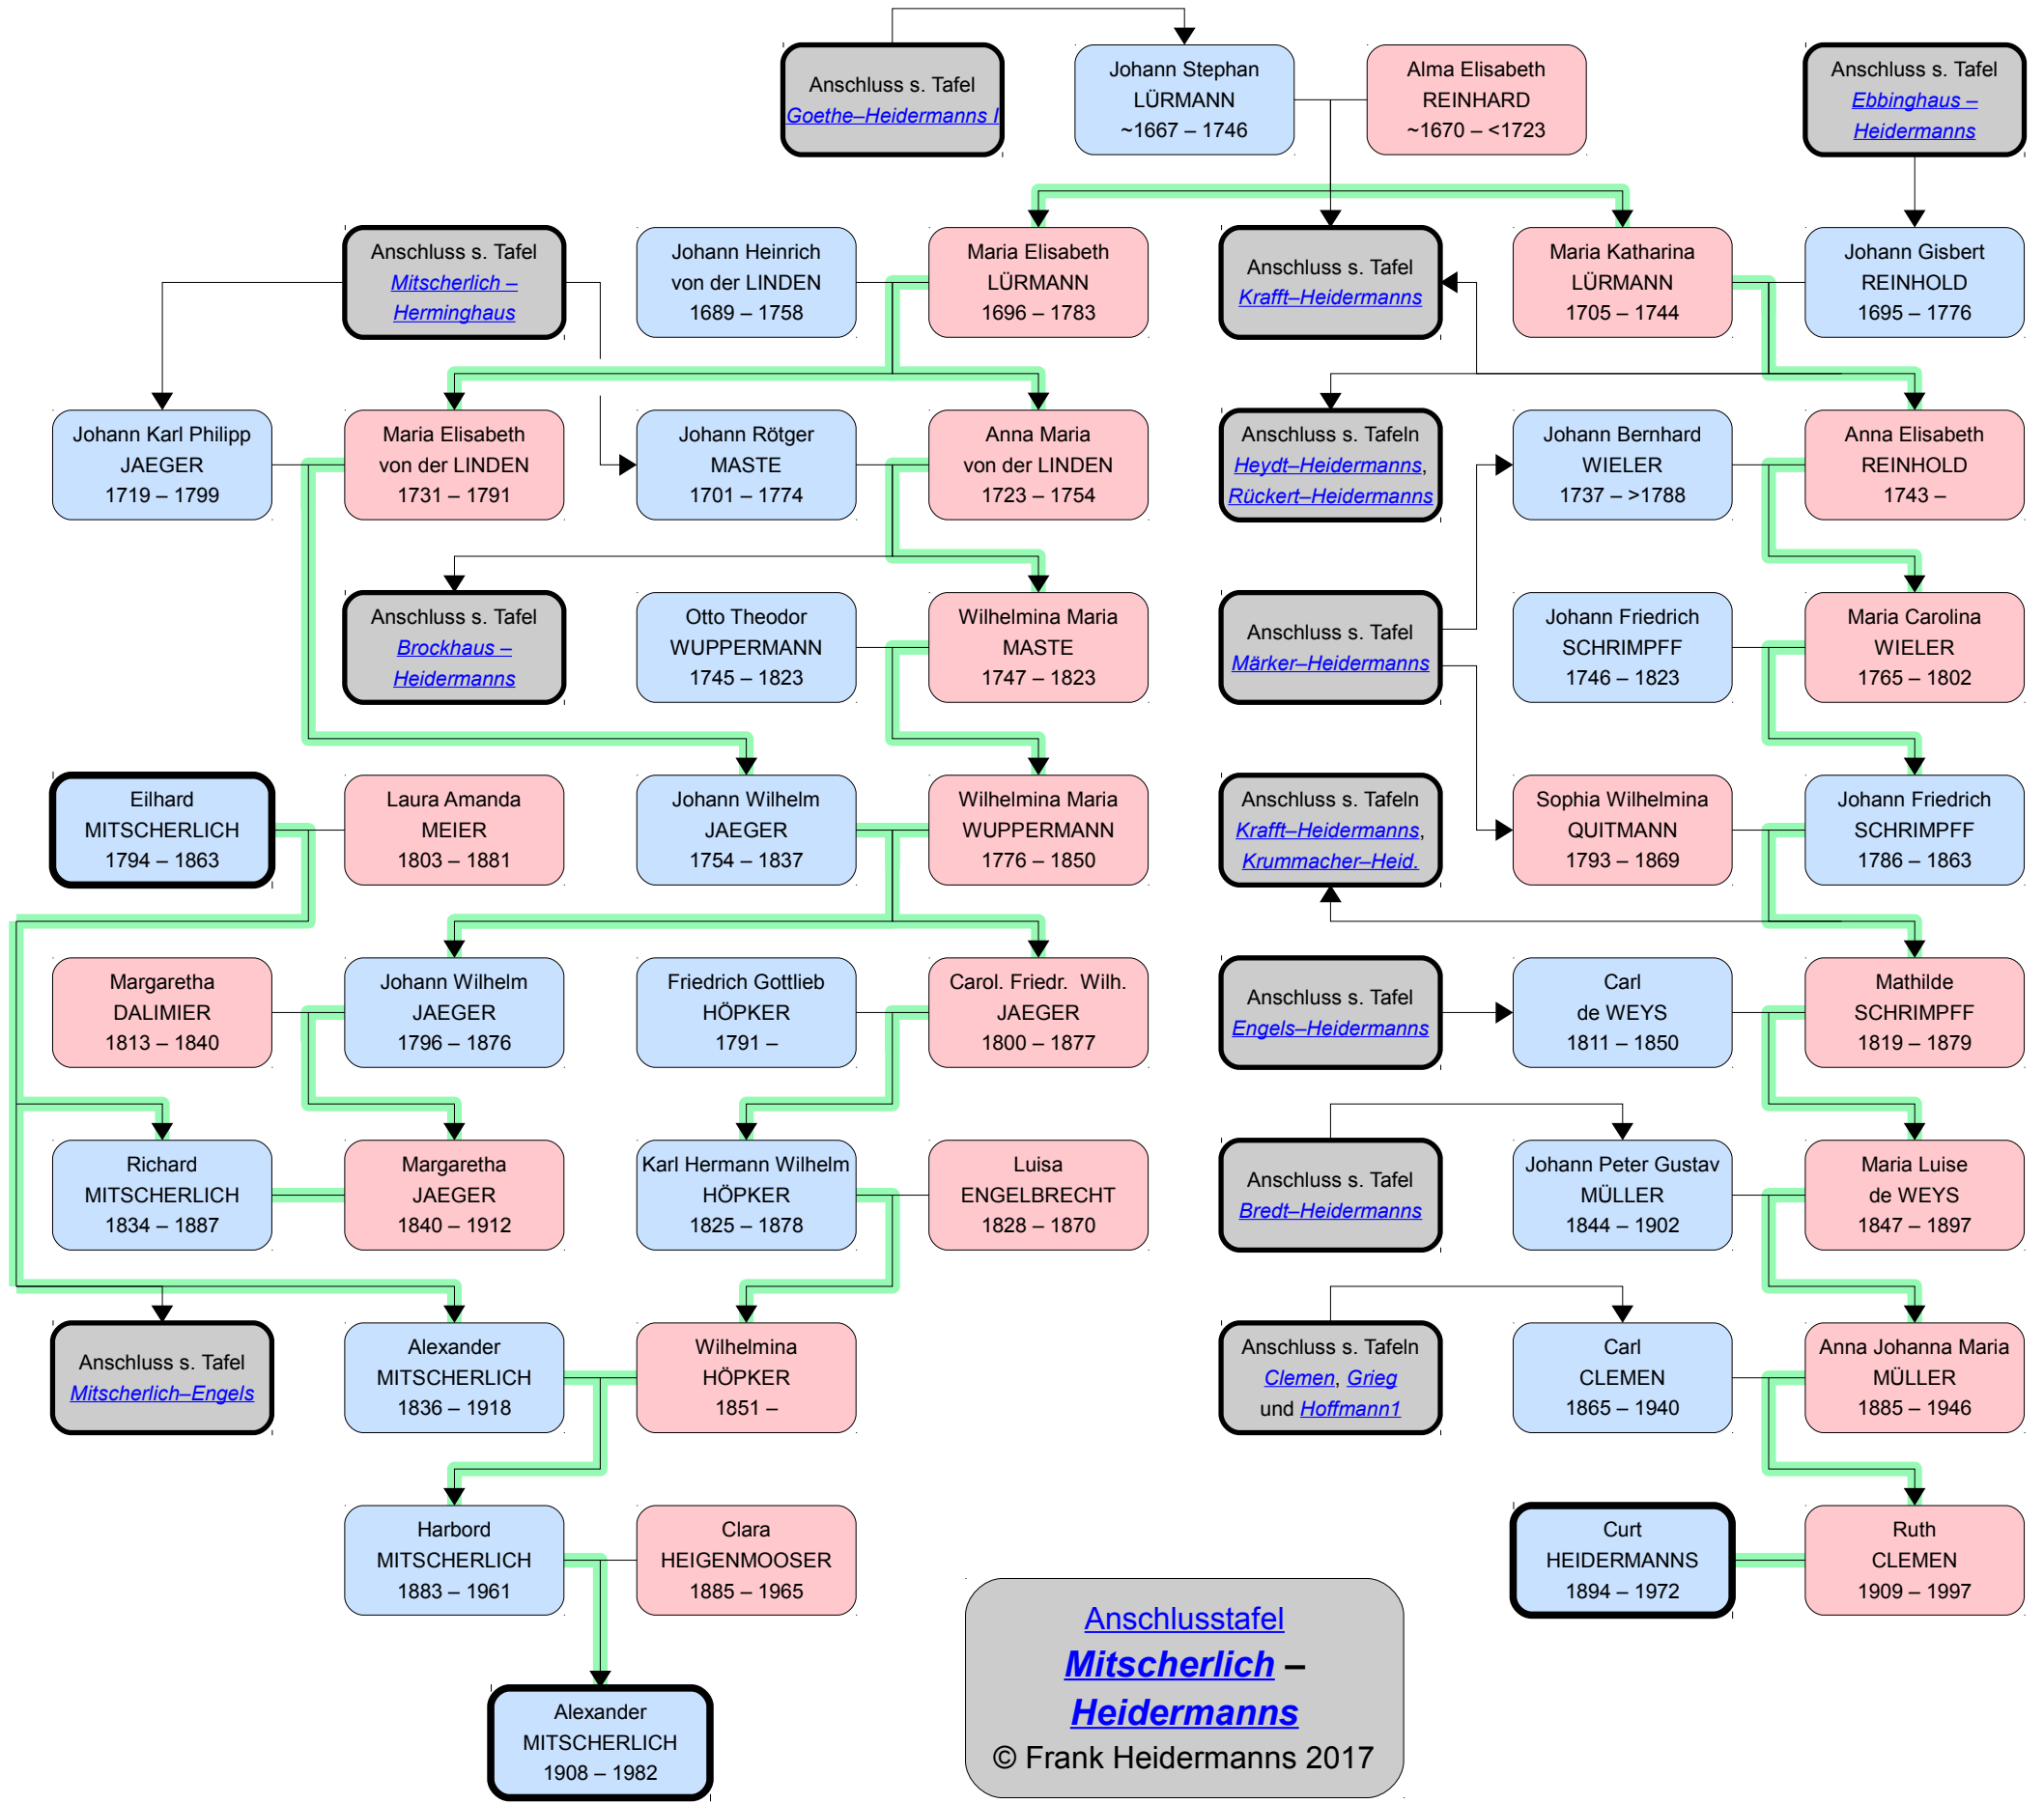 Anschluss s. Tafel
Goethe–Heidermanns I
Johann Stephan
LÜRMANN
~1667 – 1746
Alma Elisabeth
REINHARD
~1670 – <1723
Anschluss s. Tafel
Ebbinghaus –
Heidermanns
Anschluss s. Tafel
Mitscherlich –
Herminghaus
Johann Heinrich
von der LINDEN
1689 – 1758
Maria Elisabeth
LÜRMANN
1696 – 1783
Anschluss s. Tafel
Krafft–Heidermanns
Maria Katharina
LÜRMANN
1705 – 1744
Johann Gisbert
REINHOLD
1695 – 1776
Johann Karl Philipp
JAEGER
1719 – 1799
Maria Elisabeth
von der LINDEN
1731 – 1791
Johann Rötger
MASTE
1701 – 1774
Anna Maria
von der LINDEN
1723 – 1754
Anschluss s. Tafeln
Heydt–Heidermanns,
Rückert–Heidermanns
Johann Bernhard
WIELER
1737 – >1788
Anna Elisabeth
REINHOLD
1743 –
Anschluss s. Tafel
Brockhaus –
Heidermanns
Otto Theodor
WUPPERMANN
1745 – 1823
Wilhelmina Maria
MASTE
1747 – 1823
Anschluss s. Tafel
Märker–Heidermanns
Johann Friedrich
SCHRIMPFF
1746 – 1823
Maria Carolina
WIELER
1765 – 1802
Eilhard
MITSCHERLICH
1794 – 1863
Laura Amanda
MEIER
1803 – 1881
Johann Wilhelm
JAEGER
1754 – 1837
Wilhelmina Maria
WUPPERMANN
1776 – 1850
Anschluss s. Tafeln
Krafft–Heidermanns,
Krummacher–Heid.
Sophia Wilhelmina
QUITMANN
1793 – 1869
Johann Friedrich
SCHRIMPFF
1786 – 1863
Margaretha
DALIMIER
1813 – 1840
Johann Wilhelm
JAEGER
1796 – 1876
Friedrich Gottlieb
HÖPKER
1791 –
Carol. Friedr. Wilh.
JAEGER
1800 – 1877
Anschluss s. Tafel
Engels–Heidermanns
Carl
de WEYS
1811 – 1850
Mathilde
SCHRIMPFF
1819 – 1879
Richard
MITSCHERLICH
1834 – 1887
Margaretha
JAEGER
1840 – 1912
Karl Hermann Wilhelm
HÖPKER
1825 – 1878
Luisa
ENGELBRECHT
1828 – 1870
Anschluss s. Tafel
Bredt–Heidermanns
Johann Peter Gustav
MÜLLER
1844 – 1902
Maria Luise
de WEYS
1847 – 1897
Anschluss s. Tafel
Mitscherlich–Engels
Alexander
MITSCHERLICH
1836 – 1918
Wilhelmina
HÖPKER
1851 –
Anschluss s. Tafeln
Clemen, Grieg
und Hoffmann1
Carl
CLEMEN
1865 – 1940
Anna Johanna Maria
MÜLLER
1885 – 1946
Harbord
MITSCHERLICH
1883 – 1961
Clara
HEIGENMOOSER
1885 – 1965
Curt
HEIDERMANNS
1894 – 1972
Ruth
CLEMEN
1909 – 1997
Alexander
MITSCHERLICH
1908 – 1982
Anschlusstafel
Mitscherlich –
Heidermanns
© Frank Heidermanns 2017